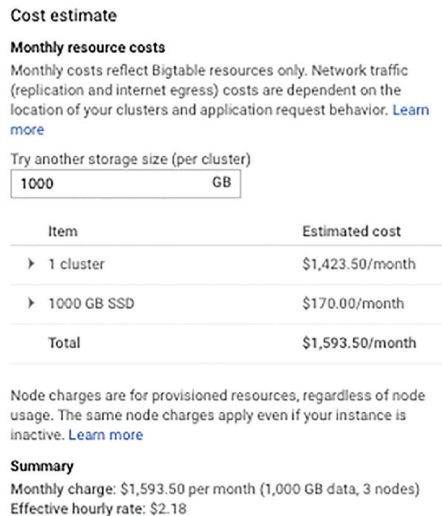 Cost estimate
Monthly resource costs
Monthly costs reflect Bigtable resources only. Network traffic
(replication and internet egress) costs are dependent on the
location of your clusters and application request behavior. Learn
more
Try another storage size (per cluster)
1000 GB
Item Estimated cost
1 cluster $1,423.50/month
1000 GB SSD $170.00/month
Total $1,593.50/month
Node charges are for provisioned resources, regardless of node
usage. The same node charges apply even if your instance is
inactive. Learn more
Summary
Monthly charge: $1,593.50 per month (1,000 GB data, 3 nodes)
Effective hourly rate: $2.18